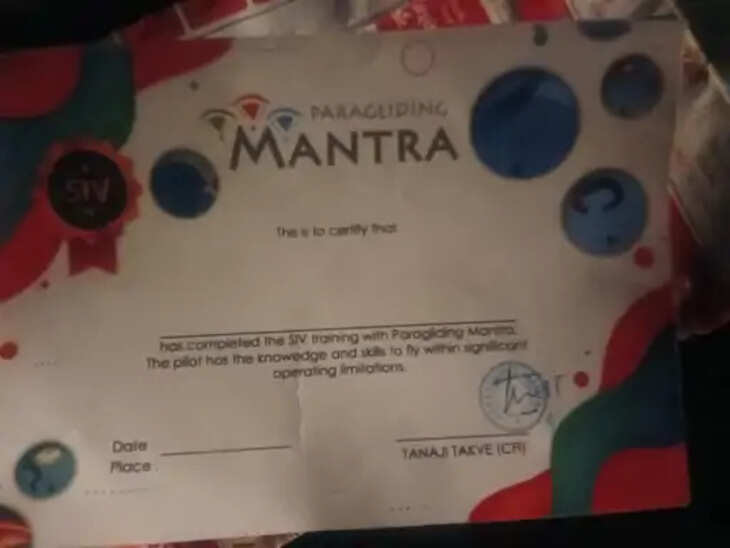 PARAGLIDING
MANTRA
SIV
This is to certify that
has completed the SIV training with Paragliding Mantra.
The pilot has the knowedge and skills to fly within significant
operating limitations.
Date
Place :
TANAJI TAKVE (CFI)